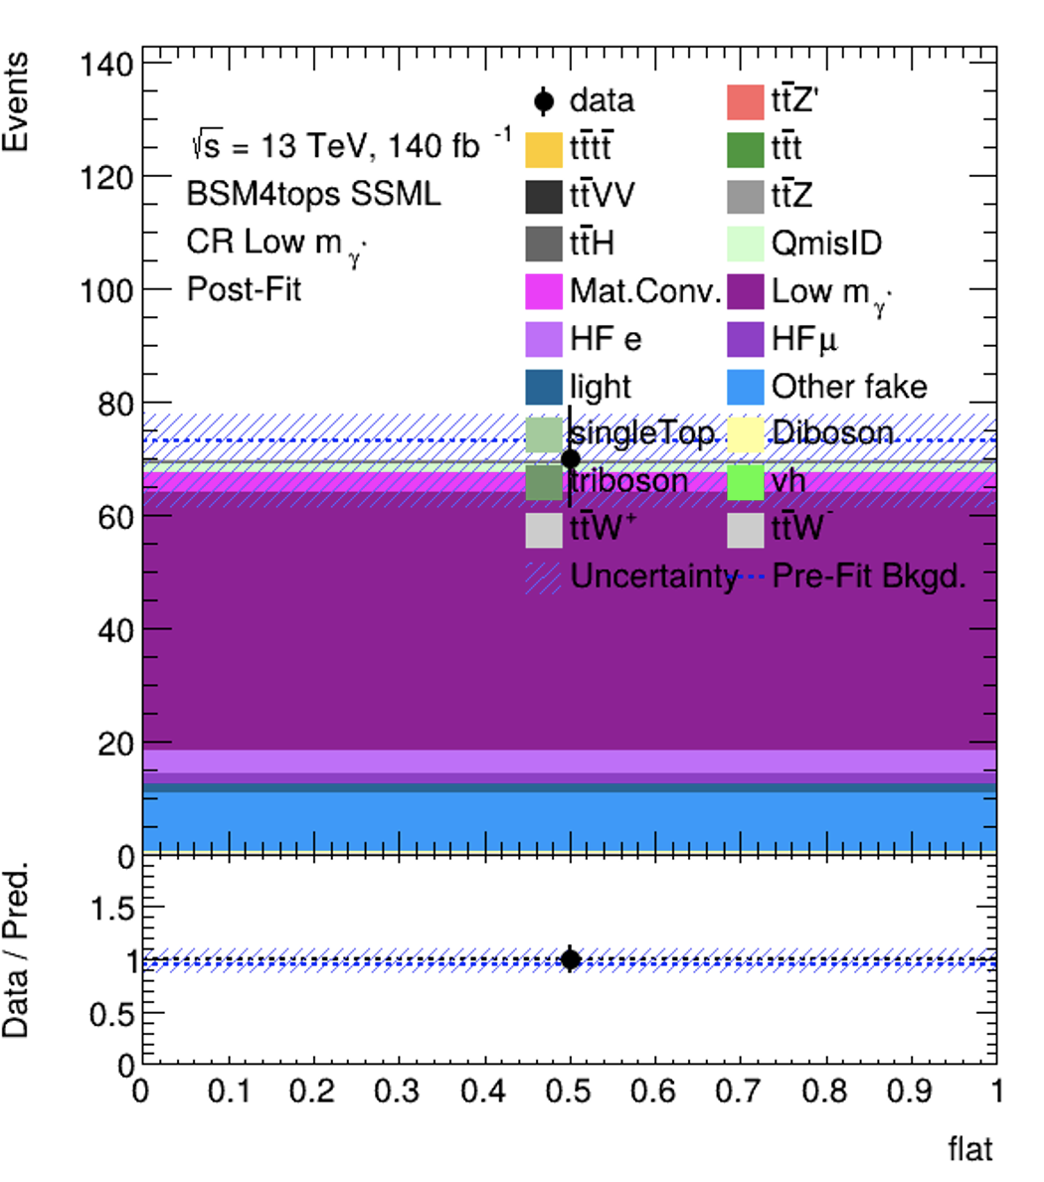 Events
140
120
100
80
60
40
20
0
√s = 13 TeV, 140 fb⁻¹
BSM4tops SSML
CR Low m_γ*
Post-Fit
data
tt̄Z'
tt̄tt̄
tt̄t
tt̄VV
tt̄Z
tt̄H
QmisID
Mat.Conv.
Low m_γ*
HF e
HFμ
light
Other fake
singleTop
Diboson
triboson
vh
tt̄W⁺
tt̄W⁻
Uncertainty
Pre-Fit Bkgd.
Data / Pred.
1.5
1
0.5
0
0 0.1 0.2 0.3 0.4 0.5 0.6 0.7 0.8 0.9 1
flat